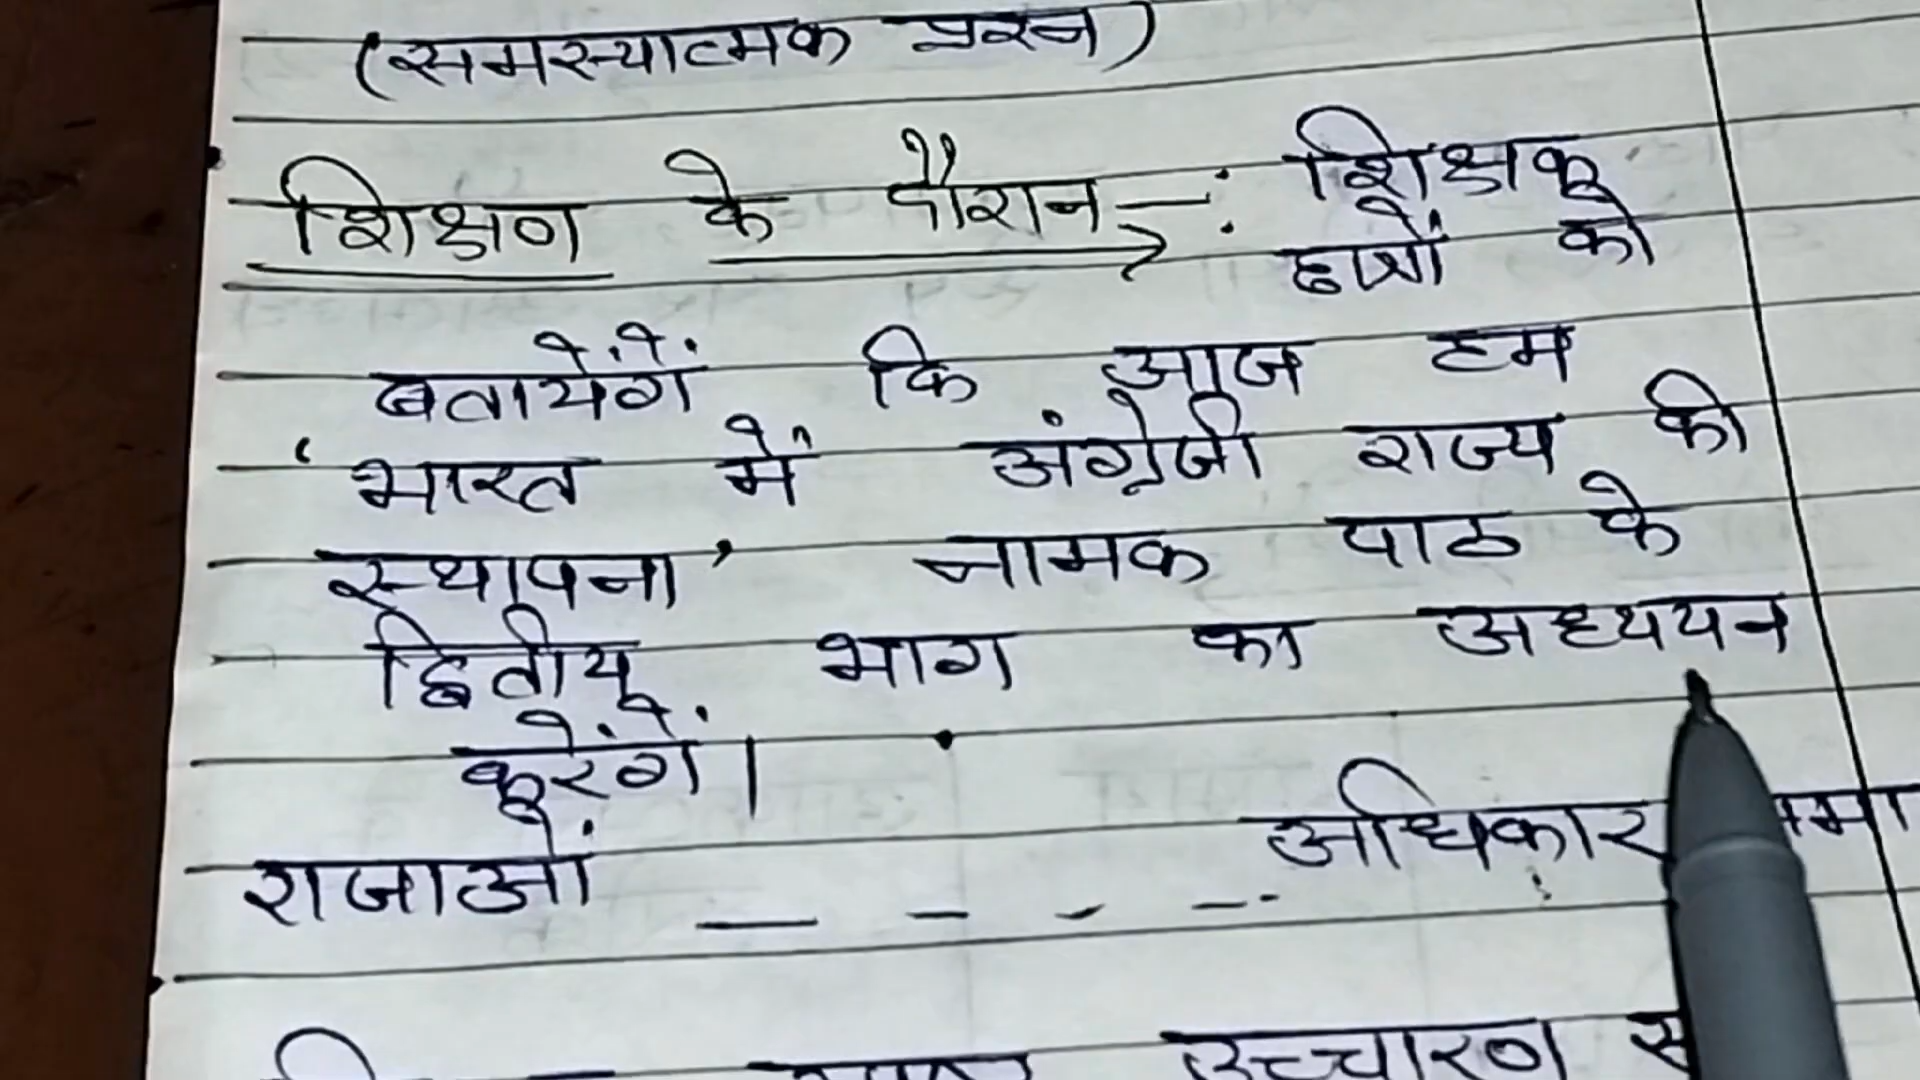 (समस्यात्मक प्रश्न)
शिक्षण के दौरान —: शिक्षक
छात्रों को
बतायेंगें कि आज हम
'भारत में अंग्रेजी राज्य की
स्थापना' नामक पाठ के
द्वितीय भाग का अध्ययन
करेंगें।
राजाओं _ _ _ _ अधिकार
उच्चारण